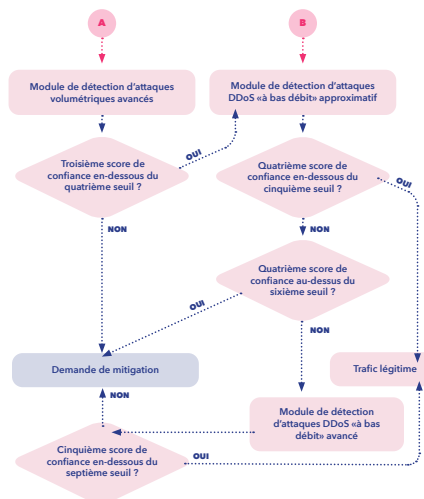 A
B
Module de détection d'attaques
volumétriques avancés
Module de détection d'attaques
DDoS «à bas débit» approximatif
OUI
Troisième score de
confiance en-dessous du
quatrième seuil ?
Quatrième score de
confiance en-dessous du
cinquième seuil ?
OUI
NON
NON
Quatrième score de
confiance au-dessus du
sixième seuil ?
OUI
NON
Demande de mitigation
Trafic légitime
NON
Module de détection
d'attaques DDoS «à bas
débit» avancé
Cinquième score de
confiance en-dessous du
septième seuil ?
OUI